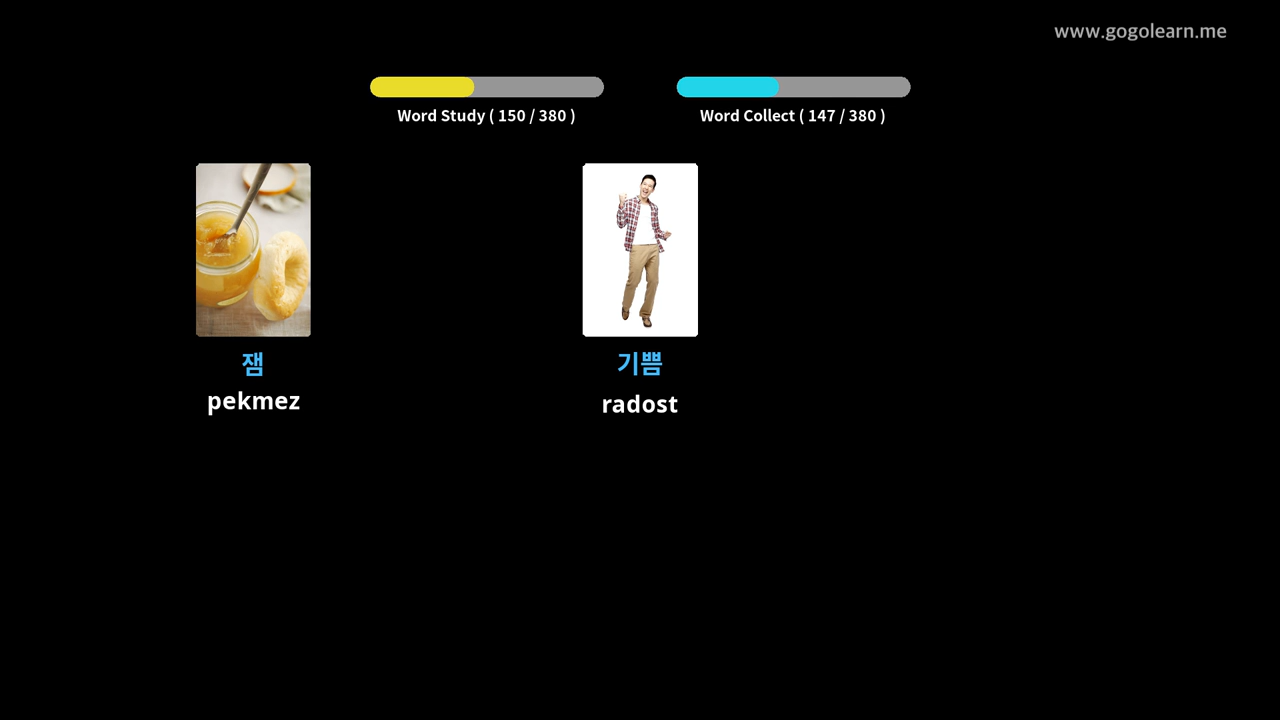 www.gogolearn.me
Word Study ( 150 / 380 )
Word Collect ( 147 / 380 )
잼
pekmez
기쁨
radost